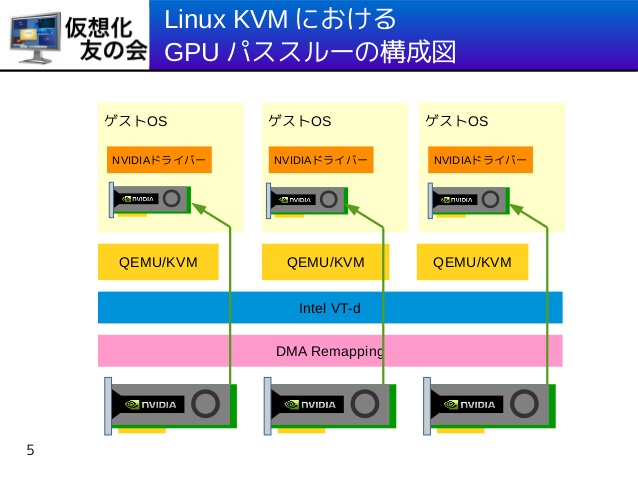 仮想化
友の会
Linux KVM における
GPU パススルーの構成図
ゲストOS ゲストOS ゲストOS
NVIDIAドライバー NVIDIAドライバー NVIDIAドライバー
NVIDIA NVIDIA NVIDIA
QEMU/KVM QEMU/KVM QEMU/KVM
Intel VT-d
DMA Remapping
NVIDIA NVIDIA NVIDIA
5